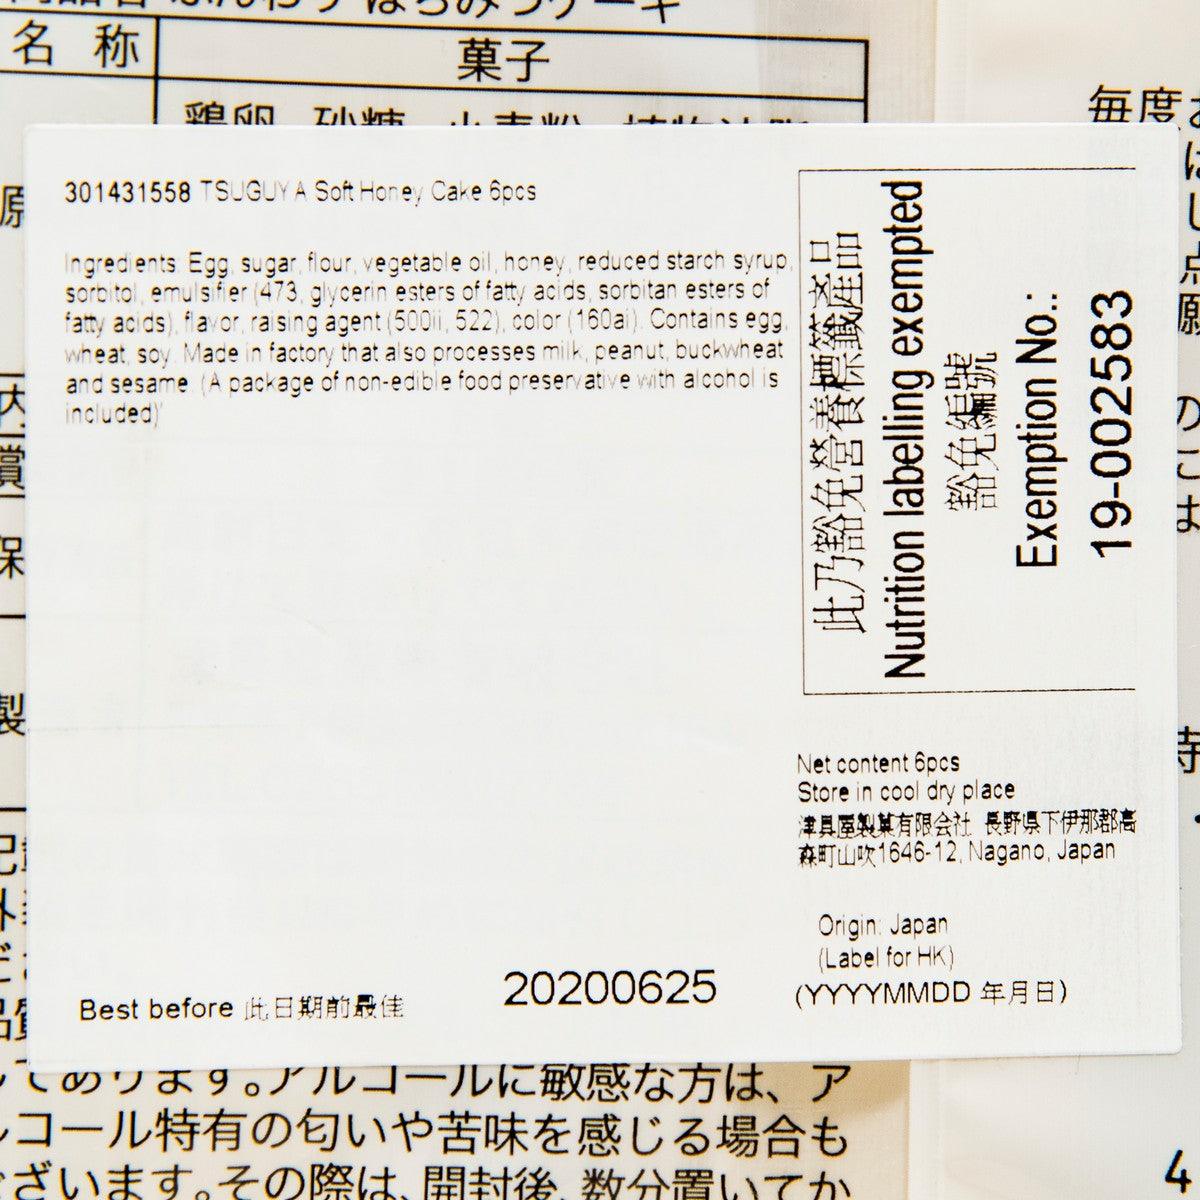 名 称
菓子
毎度
301431558 TSUGUYA Soft Honey Cake 6pcs
Ingredients: Egg, sugar, flour, vegetable oil, honey, reduced starch syrup,
sorbitol, emulsifier (473, glycerin esters of fatty acids, sorbitan esters of
fatty acids), flavor, raising agent (500ii, 522), color (160ai). Contains egg,
wheat, soy. Made in factory that also processes milk, peanut, buckwheat
and sesame. (A package of non-edible food preservative with alcohol is
included)
此乃豁免營養標籤產品
Nutrition labelling exempted
豁免編號
Exemption No.:
19-002583
Net content 6pcs
Store in cool dry place
津具屋製菓有限会社 長野県下伊那郡高
森町山吹1646-12, Nagano, Japan
Origin: Japan
(Label for HK)
Best before 此日期前最佳 20200625 (YYYYMMDD 年月日)
てあります。アルコールに敏感な方は、ア
ルコール特有の匂いや苦味を感じる場合も
ございます。その際は、開封後、数分置いてか